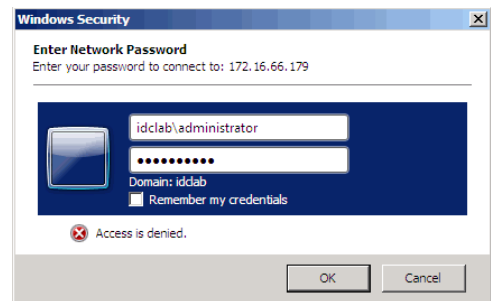 Windows Security
Enter Network Password
Enter your password to connect to: 172.16.66.179
idclab\administrator
••••••••••
Domain: idclab
Remember my credentials
Access is denied.
OK Cancel